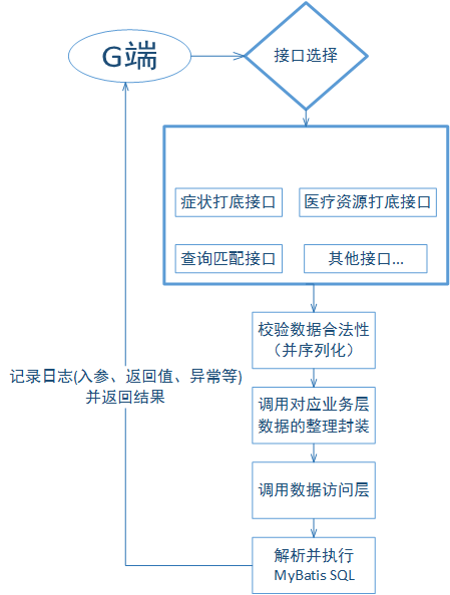 G端
接口选择
症状打底接口
医疗资源打底接口
查询匹配接口
其他接口...
校验数据合法性
（并序列化）
记录日志(入参、返回值、异常等)
并返回结果
调用对应业务层
数据的整理封装
调用数据访问层
解析并执行
MyBatis SQL